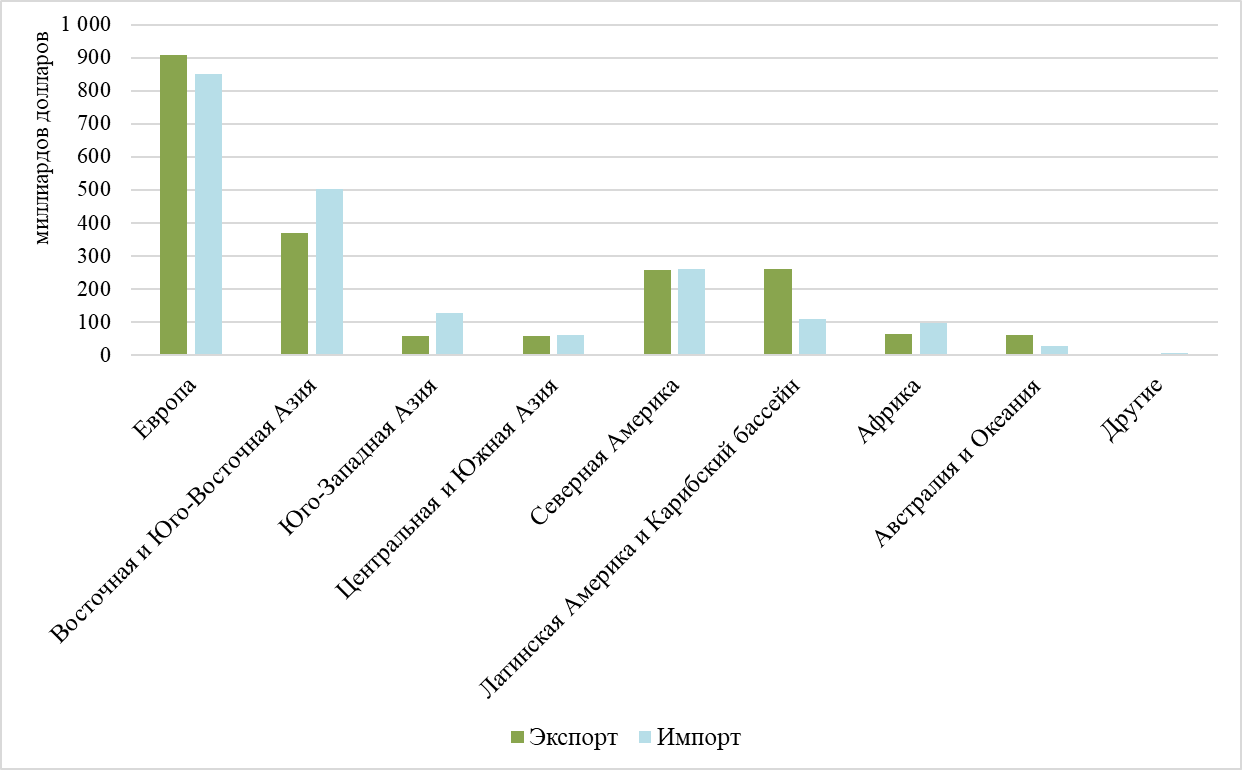 миллиардов долларов
1 000
900
800
700
600
500
400
300
200
100
0
Европа
Восточная и Юго-Восточная Азия
Юго-Западная Азия
Центральная и Южная Азия
Северная Америка
Латинская Америка и Карибский бассейн
Африка
Австралия и Океания
Другие
Экспорт
Импорт